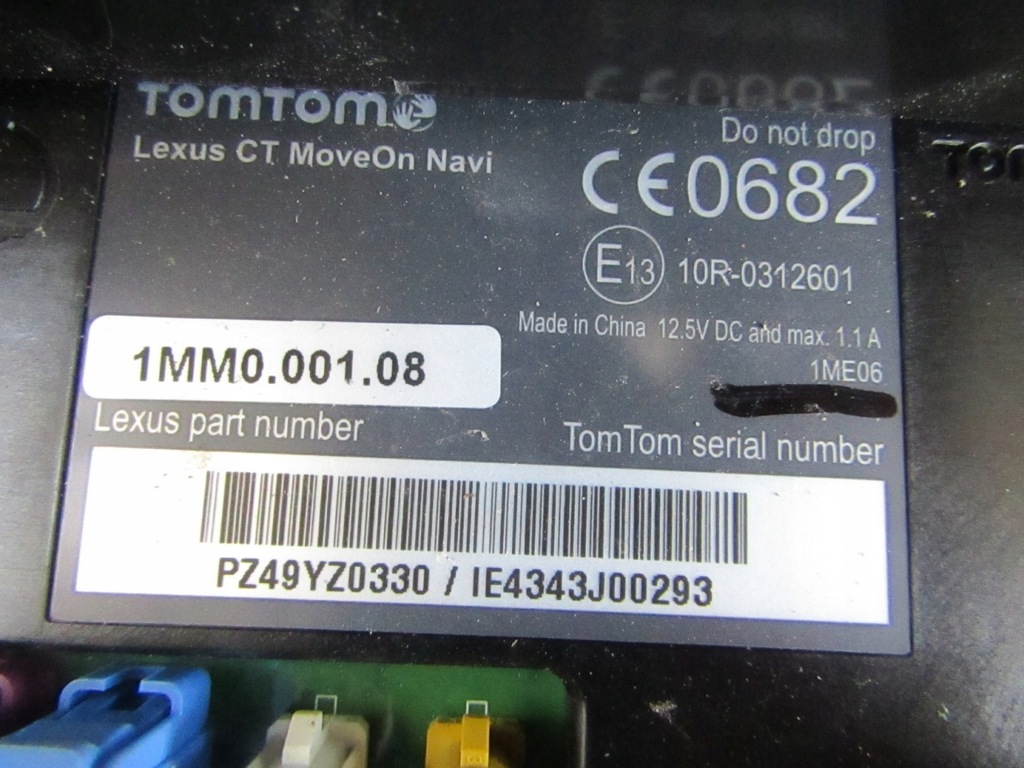 TOMTOM
Lexus CT MoveOn Navi
Do not drop
CE0682
E13 10R-0312601
Made in China 12.5V DC and max. 1.1 A
1ME06
1MM0.001.08
Lexus part number
TomTom serial number
PZ49YZ0330 / IE4343J00293